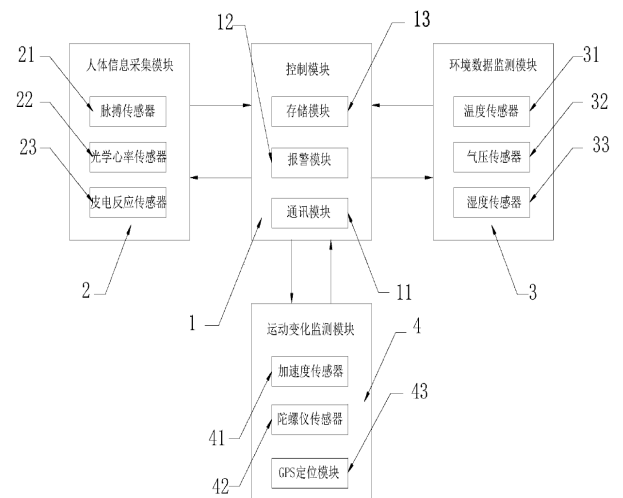 12
13
21
人体信息采集模块
控制模块
环境数据监测模块
31
脉搏传感器
存储模块
温度传感器
22
32
光学心率传感器
报警模块
气压传感器
23
33
皮电反应传感器
通讯模块
湿度传感器
2
1
11
3
运动变化监测模块
4
加速度传感器
41
陀螺仪传感器
43
42
GPS定位模块